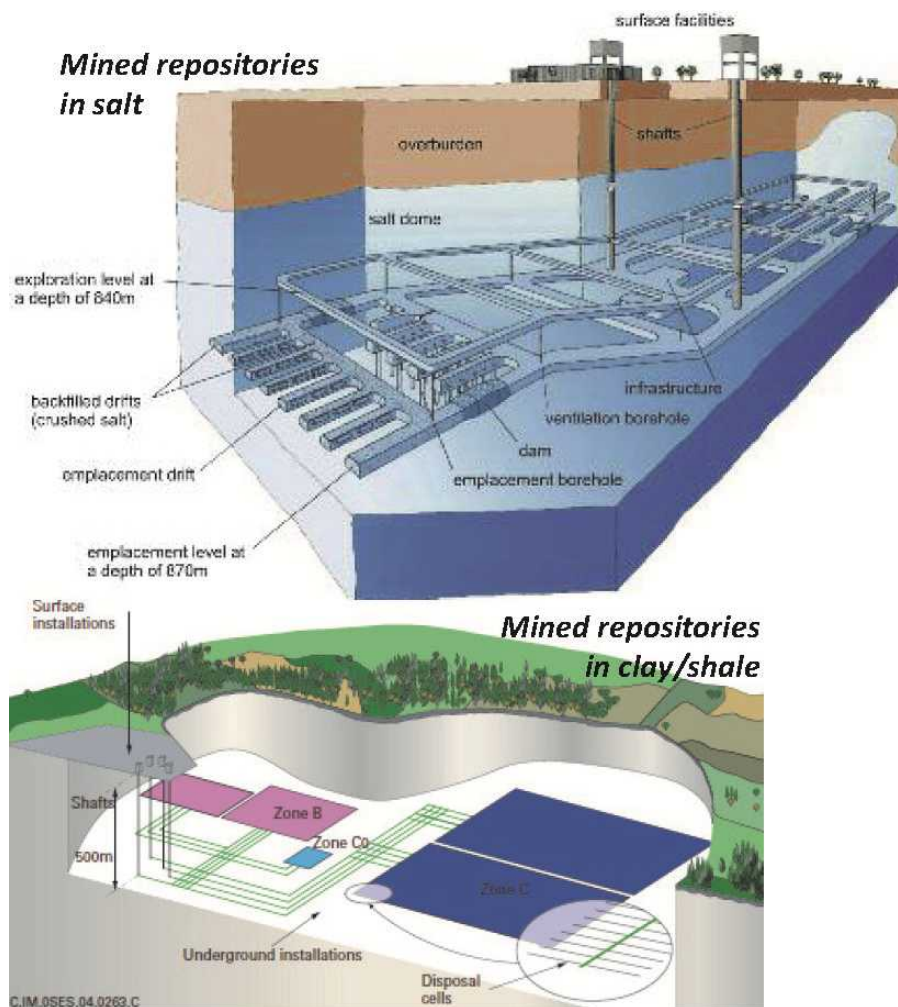 surface facilities
Mined repositories
in salt
shafts
overburden
salt dome
exploration level at
a depth of 840m
infrastructure
backfilled drifts
(crushed salt)
ventilation borehole
dam
emplacement drift
emplacement borehole
emplacement level at
a depth of 870m
Surface
installations
Mined repositories
in clay/shale
Shafts
Zone B
Zone C0
500m
Zone C
Underground installations
Disposal
cells
C.IM.0SES.04.0263.C